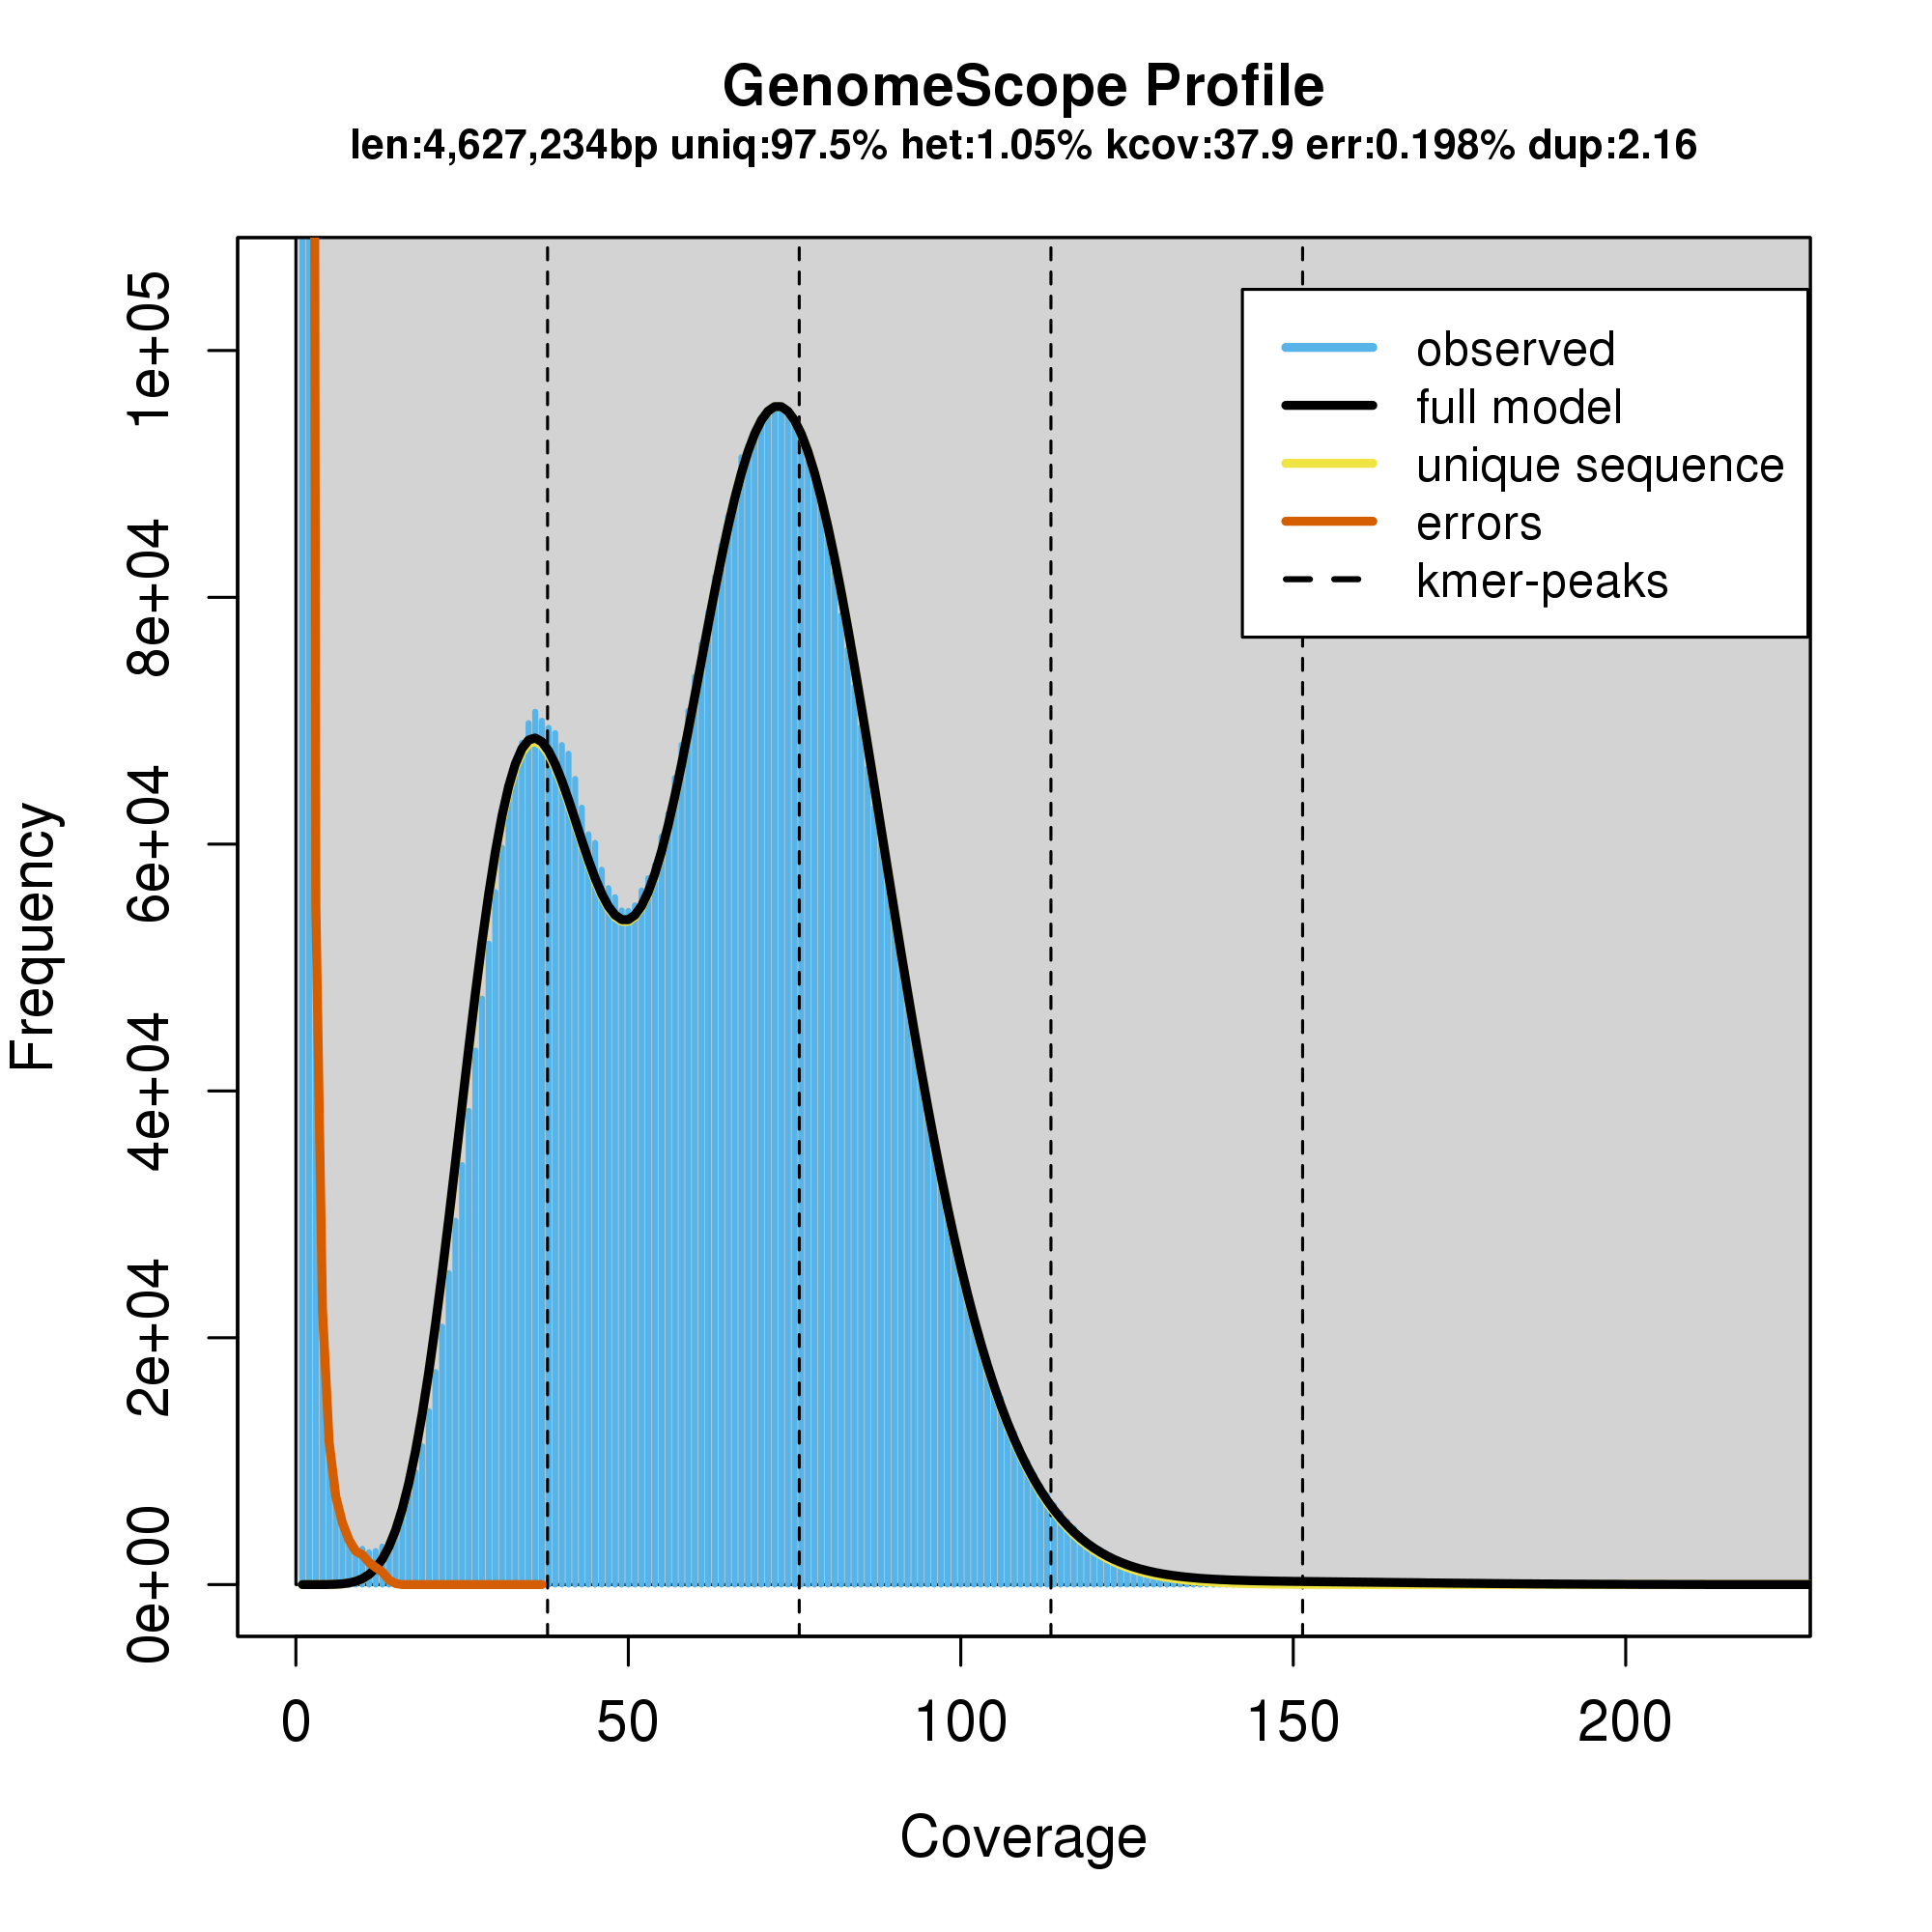 GenomeScope Profile
len:4,627,234bp uniq:97.5% het:1.05% kcov:37.9 err:0.198% dup:2.16
observed
full model
unique sequence
errors
kmer-peaks
Frequency
1e+05
8e+04
6e+04
4e+04
2e+04
0e+00
0 50 100 150 200
Coverage